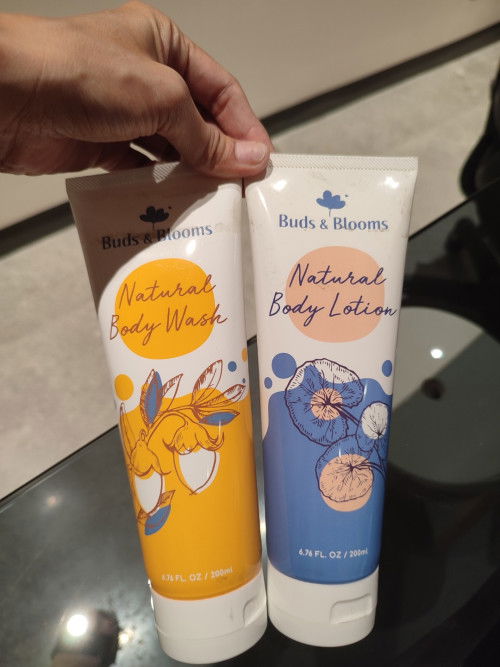 Buds & Blooms
Natural
Body Wash
6.76 FL. OZ / 200ml
Buds & Blooms
Natural
Body Lotion
6.76 FL. OZ / 200ml